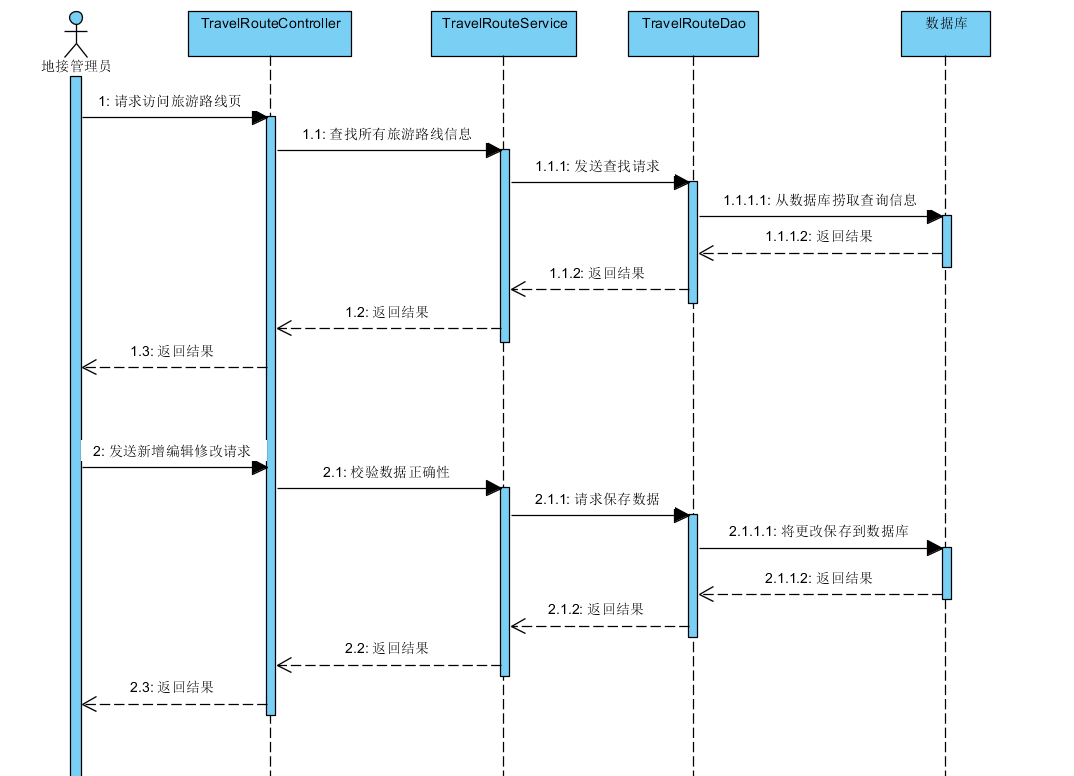 TravelRouteController
TravelRouteService
TravelRouteDao
数据库
地接管理员
1: 请求访问旅游路线页
1.1: 查找所有旅游路线信息
1.1.1: 发送查找请求
1.1.1.1: 从数据库捞取查询信息
1.1.1.2: 返回结果
1.1.2: 返回结果
1.2: 返回结果
1.3: 返回结果
2: 发送新增编辑修改请求
2.1: 校验数据正确性
2.1.1: 请求保存数据
2.1.1.1: 将更改保存到数据库
2.1.1.2: 返回结果
2.1.2: 返回结果
2.2: 返回结果
2.3: 返回结果